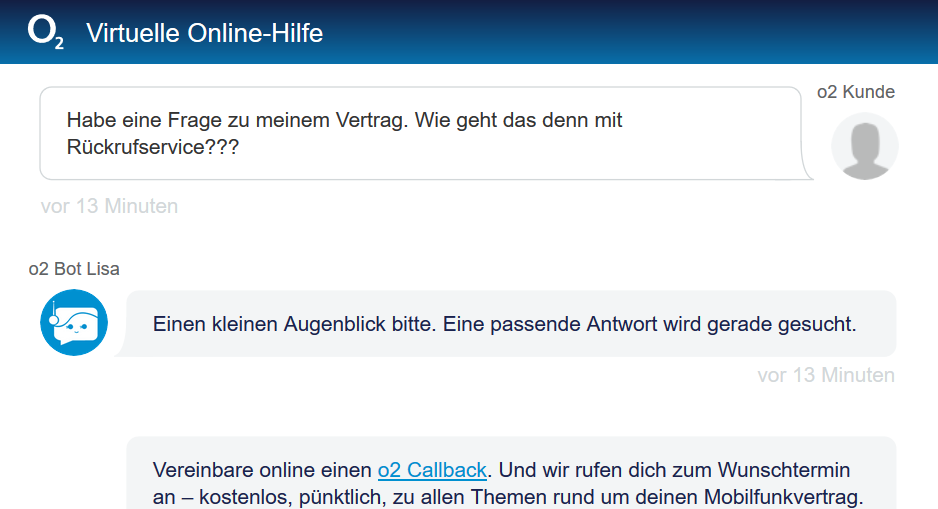 O2 Virtuelle Online-Hilfe
o2 Kunde
Habe eine Frage zu meinem Vertrag. Wie geht das denn mit
Rückrufservice???
vor 13 Minuten
o2 Bot Lisa
Einen kleinen Augenblick bitte. Eine passende Antwort wird gerade gesucht.
vor 13 Minuten
Vereinbare online einen o2 Callback. Und wir rufen dich zum Wunschtermin
an – kostenlos, pünktlich, zu allen Themen rund um deinen Mobilfunkvertrag.